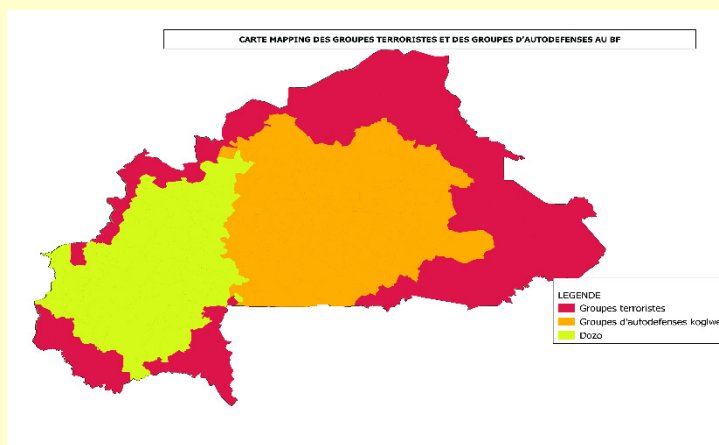 CARTE MAPPING DES GROUPES TERRORISTES ET DES GROUPES D'AUTODEFENSES AU BF
LEGENDE
Groupes terroristes
Groupes d'autodefenses koglwe
Dozo